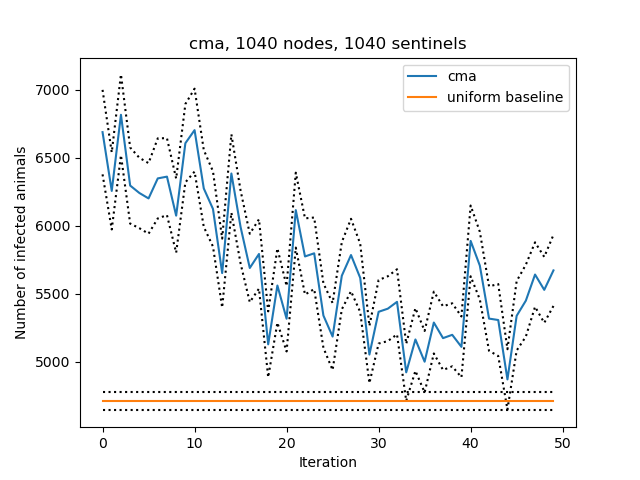 cma, 1040 nodes, 1040 sentinels
cma
uniform baseline
Number of infected animals
7000
6500
6000
5500
5000
0
10
20
30
40
50
Iteration